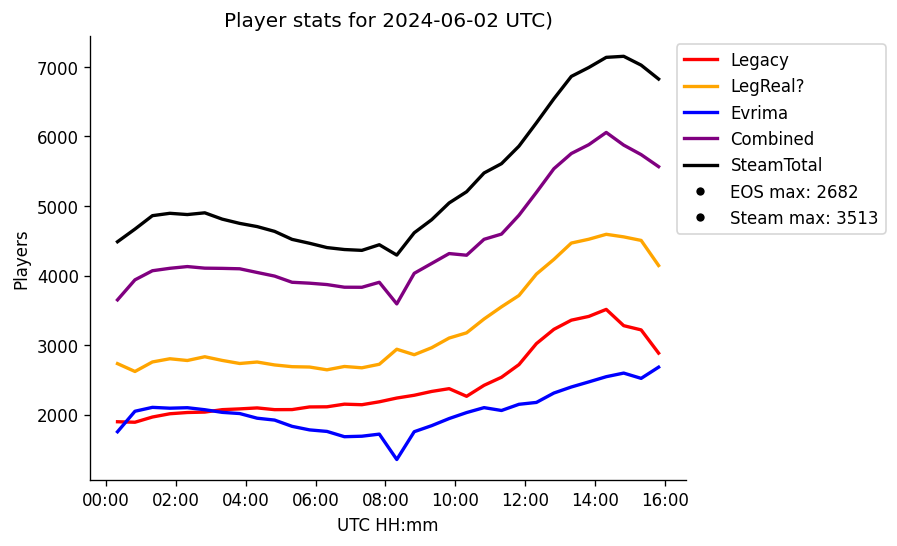 Player stats for 2024-06-02 UTC)
Legacy
LegReal?
Evrima
Combined
SteamTotal
EOS max: 2682
Steam max: 3513
Players
7000
6000
5000
4000
3000
2000
00:00 02:00 04:00 06:00 08:00 10:00 12:00 14:00 16:00
UTC HH:mm